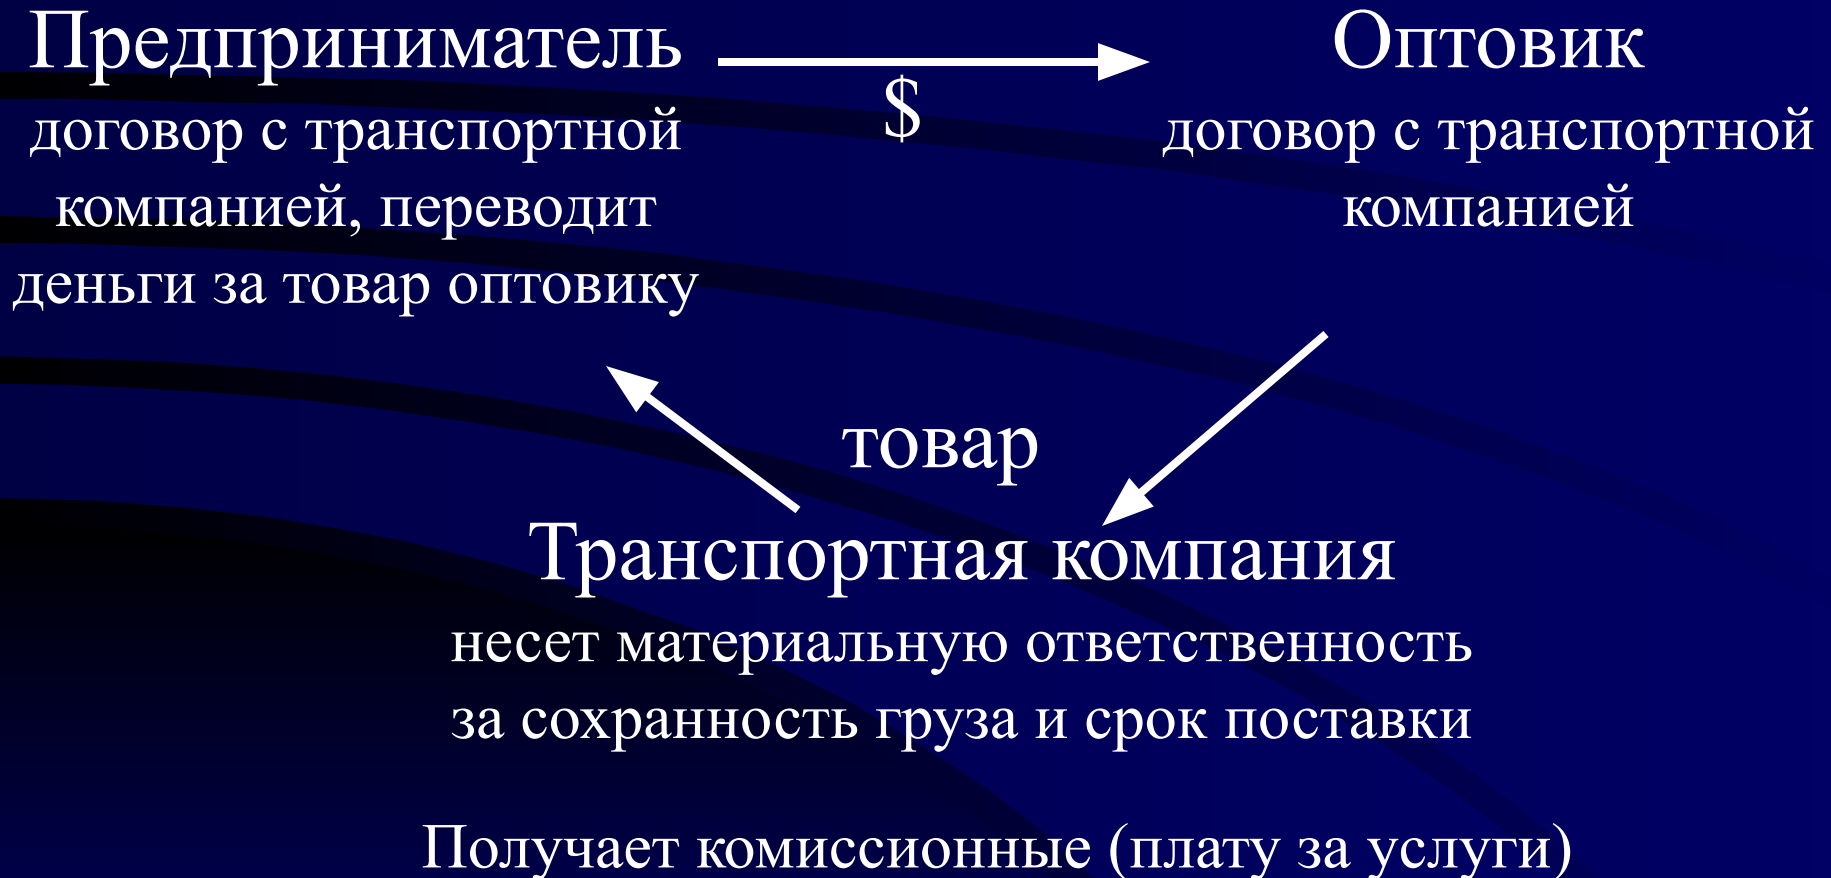 Предприниматель
договор с транспортной
компанией, переводит
деньги за товар оптовику
$
Оптовик
договор с транспортной
компанией
товар
Транспортная компания
несет материальную ответственность
за сохранность груза и срок поставки
Получает комиссионные (плату за услуги)